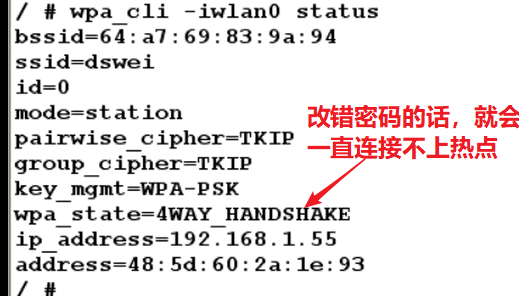 / # wpa_cli -iwlan0 status
bssid=64:a7:69:83:9a:94
ssid=dswei
id=0
mode=station
改错密码的话，就会
pairwise_cipher=TKIP
一直连接不上热点
group_cipher=TKIP
key_mgmt=WPA-PSK
wpa_state=4WAY_HANDSHAKE
ip_address=192.168.1.55
address=48:5d:60:2a:1e:93
/ #